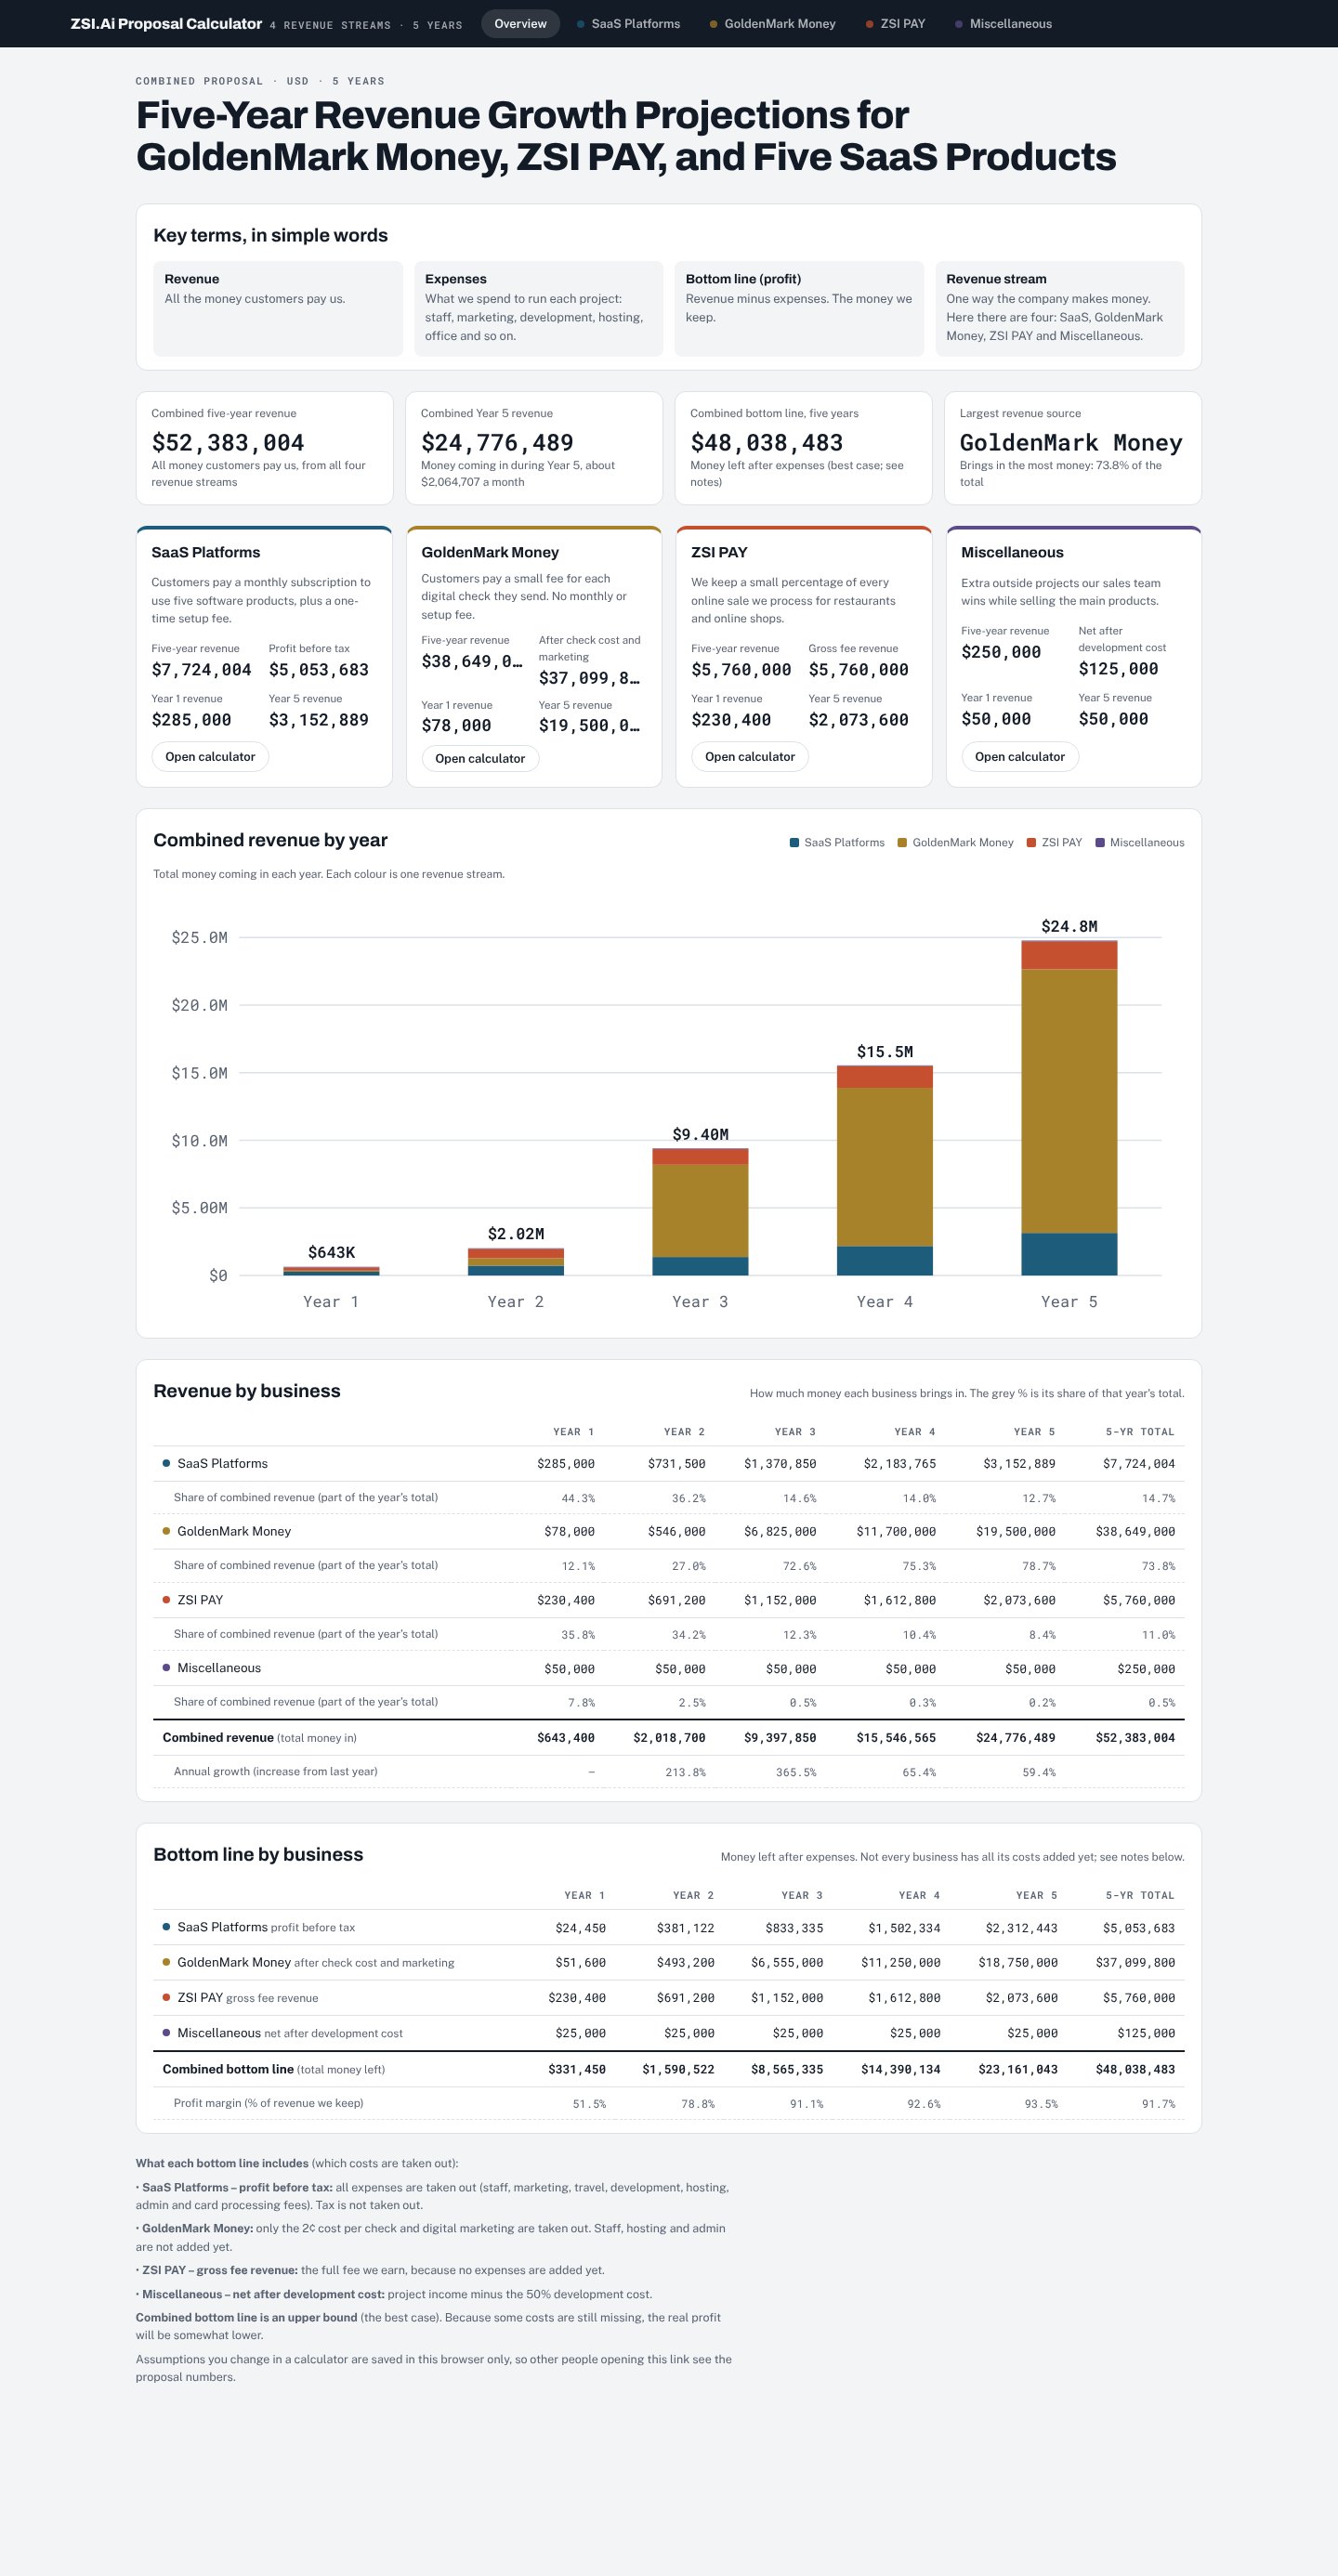 ZSI.Ai Proposal Calculator 4 REVENUE STREAMS · 5 YEARS Overview SaaS Platforms GoldenMark Money ZSI PAY Miscellaneous
COMBINED PROPOSAL · USD · 5 YEARS
Five-Year Revenue Growth Projections for
GoldenMark Money, ZSI PAY, and Five SaaS Products
Key terms, in simple words
Revenue
All the money customers pay us.
Expenses
What we spend to run each project:
staff, marketing, development, hosting,
office and so on.
Bottom line (profit)
Revenue minus expenses. The money we
keep.
Revenue stream
One way the company makes money.
Here there are four: SaaS, GoldenMark
Money, ZSI PAY and Miscellaneous.
Combined five-year revenue
$52,383,004
All money customers pay us, from all four
revenue streams
Combined Year 5 revenue
$24,776,489
Money coming in during Year 5, about
$2,064,707 a month
Combined bottom line, five years
$48,038,483
Money left after expenses (best case; see
notes)
Largest revenue source
GoldenMark Money
Brings in the most money: 73.8% of the
total
SaaS Platforms
Customers pay a monthly subscription to
use five software products, plus a one-
time setup fee.
Five-year revenue Profit before tax
$7,724,004 $5,053,683
Year 1 revenue Year 5 revenue
$285,000 $3,152,889
Open calculator
GoldenMark Money
Customers pay a small fee for each
digital check they send. No monthly or
setup fee.
Five-year revenue
$38,649,0…
After check cost and
marketing
$37,099,8…
Year 1 revenue Year 5 revenue
$78,000 $19,500,0…
Open calculator
ZSI PAY
We keep a small percentage of every
online sale we process for restaurants
and online shops.
Five-year revenue Gross fee revenue
$5,760,000 $5,760,000
Year 1 revenue Year 5 revenue
$230,400 $2,073,600
Open calculator
Miscellaneous
Extra outside projects our sales team
wins while selling the main products.
Five-year revenue
$250,000
Net after
development cost
$125,000
Year 1 revenue Year 5 revenue
$50,000 $50,000
Open calculator
Combined revenue by year
SaaS Platforms GoldenMark Money ZSI PAY Miscellaneous
Total money coming in each year. Each colour is one revenue stream.
$24.8M
$25.0M
$20.0M
$15.5M
$15.0M
$9.40M
$10.0M
$2.02M
$5.00M
$643K
$0
Year 1 Year 2 Year 3 Year 4 Year 5
Revenue by business
How much money each business brings in. The grey % is its share of that year's total.
YEAR 1 YEAR 2 YEAR 3 YEAR 4 YEAR 5 5-YR TOTAL
SaaS Platforms $285,000 $731,500 $1,370,850 $2,183,765 $3,152,889 $7,724,004
Share of combined revenue (part of the year's total) 44.3% 36.2% 14.6% 14.0% 12.7% 14.7%
GoldenMark Money $78,000 $546,000 $6,825,000 $11,700,000 $19,500,000 $38,649,000
Share of combined revenue (part of the year's total) 12.1% 27.0% 72.6% 75.3% 78.7% 73.8%
ZSI PAY $230,400 $691,200 $1,152,000 $1,612,800 $2,073,600 $5,760,000
Share of combined revenue (part of the year's total) 35.8% 34.2% 12.3% 10.4% 8.4% 11.0%
Miscellaneous $50,000 $50,000 $50,000 $50,000 $50,000 $250,000
Share of combined revenue (part of the year's total) 7.8% 2.5% 0.5% 0.3% 0.2% 0.5%
Combined revenue (total money in) $643,400 $2,018,700 $9,397,850 $15,546,565 $24,776,489 $52,383,004
Annual growth (increase from last year) – 213.8% 365.5% 65.4% 59.4%
Bottom line by business
Money left after expenses. Not every business has all its costs added yet; see notes below.
YEAR 1 YEAR 2 YEAR 3 YEAR 4 YEAR 5 5-YR TOTAL
SaaS Platforms profit before tax $24,450 $381,122 $833,335 $1,502,334 $2,312,443 $5,053,683
GoldenMark Money after check cost and marketing $51,600 $493,200 $6,555,000 $11,250,000 $18,750,000 $37,099,800
ZSI PAY gross fee revenue $230,400 $691,200 $1,152,000 $1,612,800 $2,073,600 $5,760,000
Miscellaneous net after development cost $25,000 $25,000 $25,000 $25,000 $25,000 $125,000
Combined bottom line (total money left) $331,450 $1,590,522 $8,565,335 $14,390,134 $23,161,043 $48,038,483
Profit margin (% of revenue we keep) 51.5% 78.8% 91.1% 92.6% 93.5% 91.7%
What each bottom line includes (which costs are taken out):
• SaaS Platforms – profit before tax: all expenses are taken out (staff, marketing, travel, development, hosting,
admin and card processing fees). Tax is not taken out.
• GoldenMark Money: only the 2¢ cost per check and digital marketing are taken out. Staff, hosting and admin
are not added yet.
• ZSI PAY – gross fee revenue: the full fee we earn, because no expenses are added yet.
• Miscellaneous – net after development cost: project income minus the 50% development cost.
Combined bottom line is an upper bound (the best case). Because some costs are still missing, the real profit
will be somewhat lower.
Assumptions you change in a calculator are saved in this browser only, so other people opening this link see the
proposal numbers.